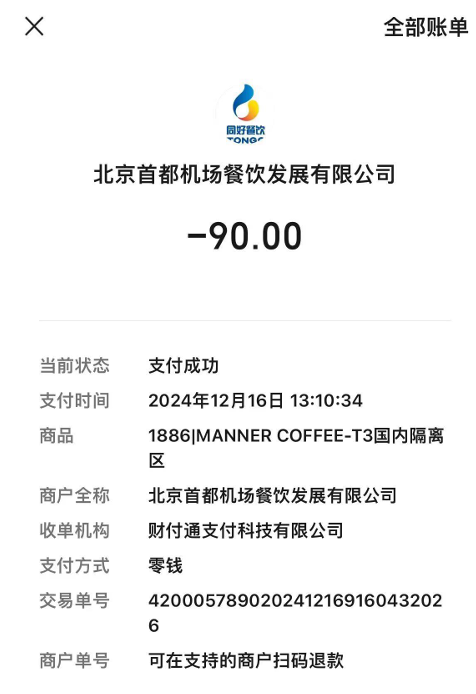 全部账单
同好餐饮
TONGO
北京首都机场餐饮发展有限公司
-90.00
当前状态 支付成功
支付时间 2024年12月16日 13:10:34
商品 1886|MANNER COFFEE-T3国内隔离
区
商户全称 北京首都机场餐饮发展有限公司
收单机构 财付通支付科技有限公司
支付方式 零钱
交易单号 420005789020241216916043202
6
商户单号 可在支持的商户扫码退款